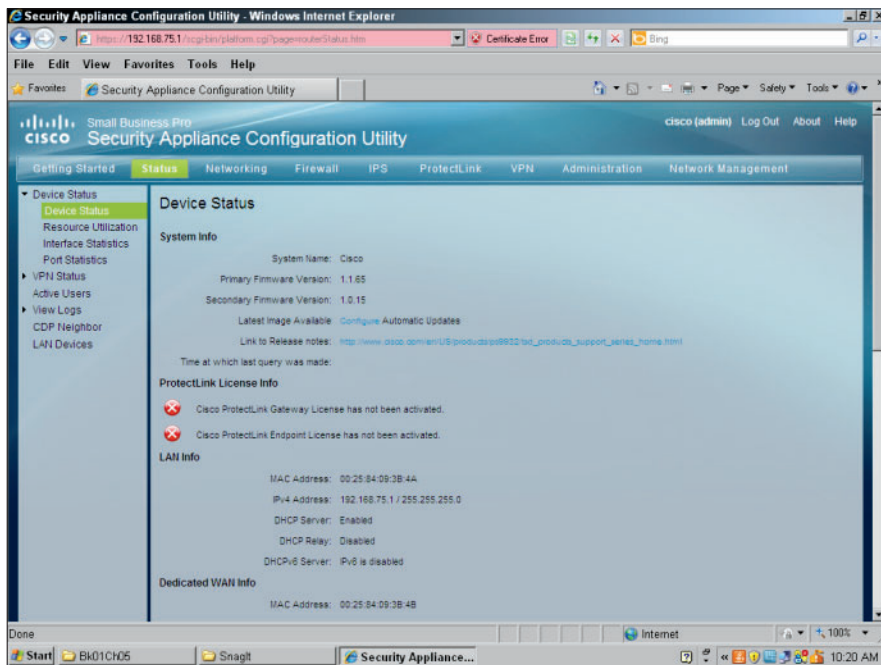 Security Appliance Configuration Utility - Windows Internet Explorer
https://192.168.75.1/scgi-bin/platform.cgi?page=routerStatus.htm
Certificate Error
Bing
File Edit View Favorites Tools Help
Favorites
Security Appliance Configuration Utility
Page
Safety
Tools
CISCO
Small Business Pro
Security Appliance Configuration Utility
cisco (admin) Log Out About Help
Getting Started Status Networking Firewall IPS ProtectLink VPN Administration Network Management
Device Status
Device Status
Resource Utilization
Interface Statistics
Port Statistics
VPN Status
Active Users
View Logs
CDP Neighbor
LAN Devices
Device Status
System Info
System Name: Cisco
Primary Firmware Version: 1.1.65
Secondary Firmware Version: 1.0.15
Latest Image Available Configure Automatic Updates
Link to Release notes:
Time at which last query was made:
ProtectLink License Info
Cisco ProtectLink Gateway License has not been activated.
Cisco ProtectLink Endpoint License has not been activated.
LAN Info
MAC Address: 00:25:84:09:3B:4A
IPv4 Address: 192.168.75.1 / 255.255.255.0
DHCP Server: Enabled
DHCP Relay: Disabled
DHCPv6 Server: IPv6 is disabled
Dedicated WAN Info
MAC Address: 00:25:84:09:3B:4B
Done
Internet
100%
Start
Bk01Ch05
SnagIt
Security Appliance...
10:20 AM